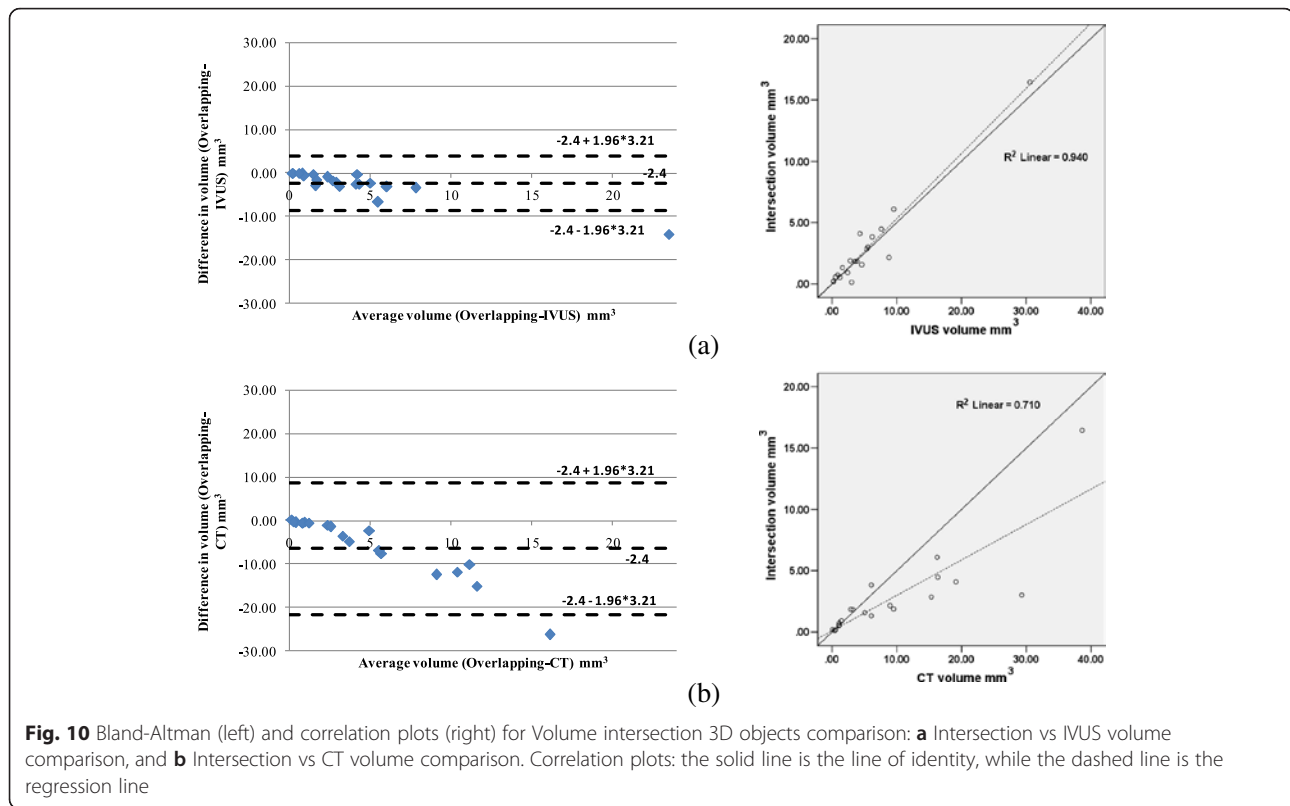 30.00
20.00
10.00
0.00
-10.00
-20.00
-30.00
Difference in volume (Overlapping-
IVUS) mm³
-2.4 + 1.96*3.21
-2.4
-2.4 - 1.96*3.21
0
5
10
15
20
Average volume (Overlapping-IVUS) mm³
20.00
15.00
10.00
5.00
.00
Intersection volume mm³
R² Linear = 0.940
.00
10.00
20.00
30.00
40.00
IVUS volume mm³
(a)
30.00
20.00
10.00
0.00
-10.00
-20.00
-30.00
Difference in volume (Overlapping-
CT) mm³
-2.4 + 1.96*3.21
-2.4
-2.4 - 1.96*3.21
0
5
10
15
20
Average volume (Overlapping-CT) mm³
20.00
15.00
10.00
5.00
.00
Intersection volume mm³
R² Linear = 0.710
.00
10.00
20.00
30.00
40.00
CT volume mm³
(b)
Fig. 10 Bland-Altman (left) and correlation plots (right) for Volume intersection 3D objects comparison: a Intersection vs IVUS volume
comparison, and b Intersection vs CT volume comparison. Correlation plots: the solid line is the line of identity, while the dashed line is the
regression line